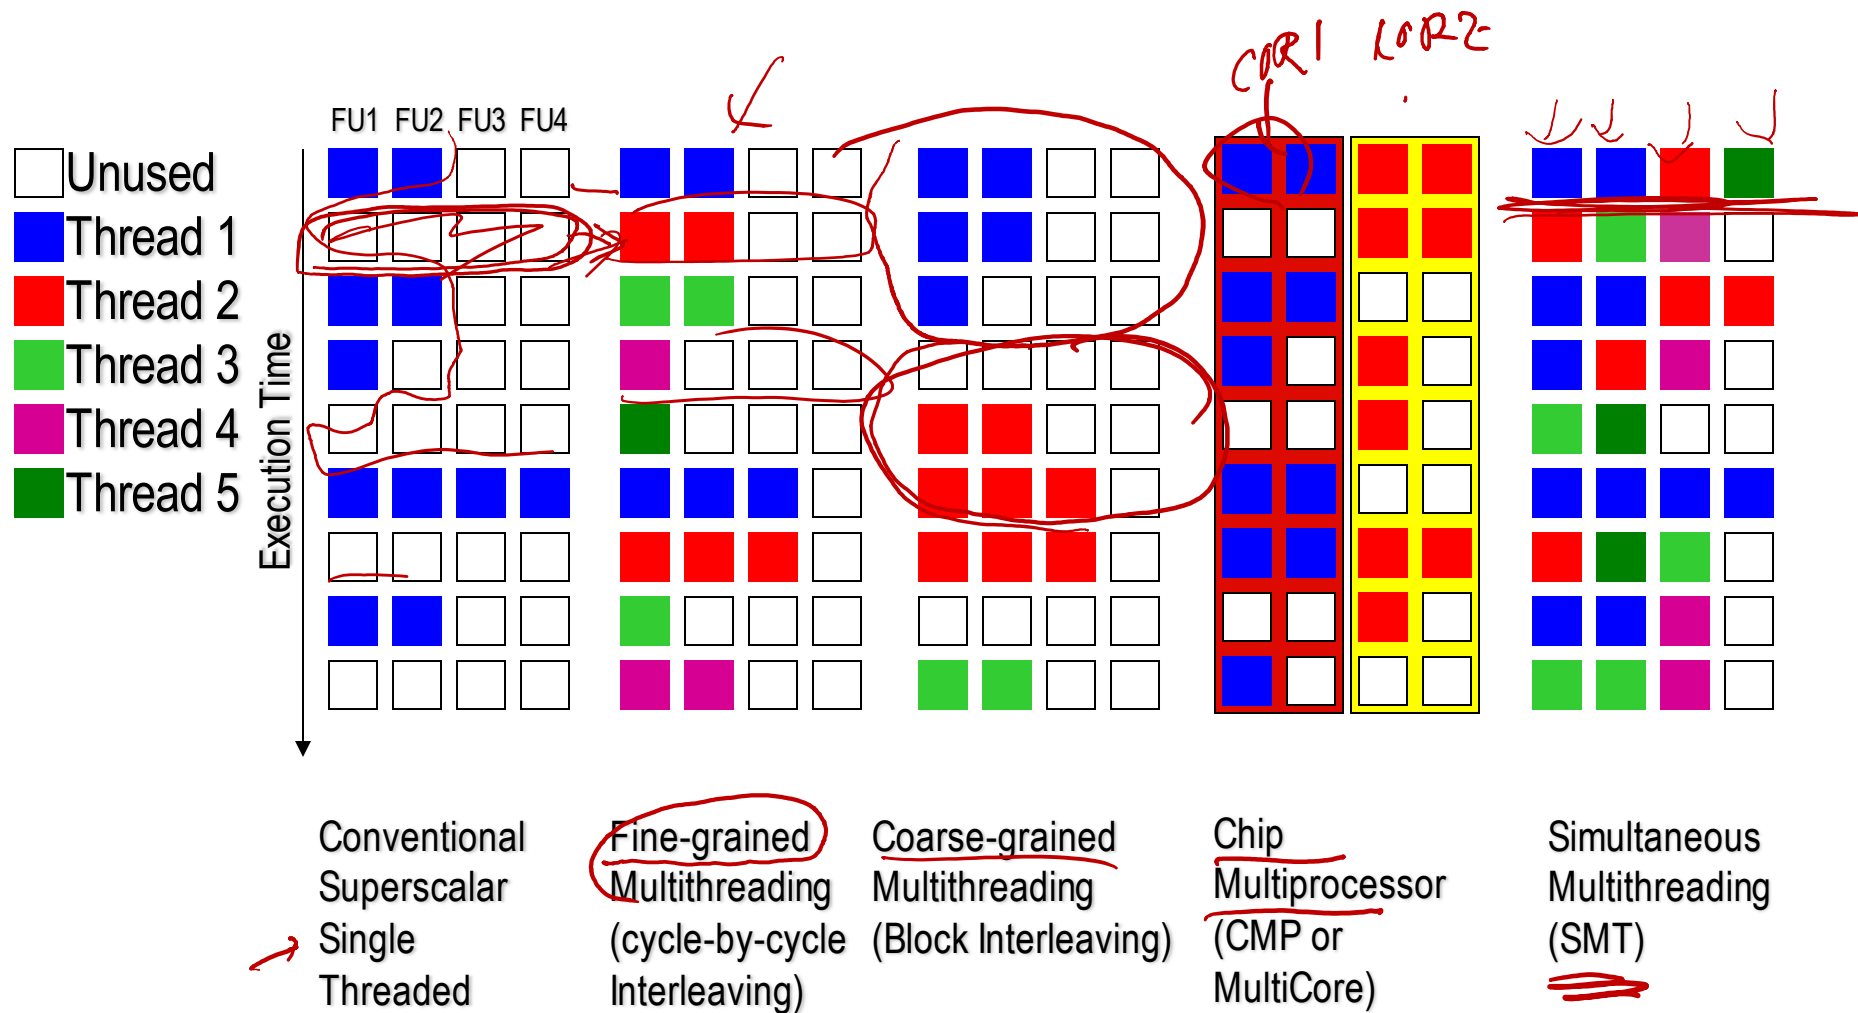 CORE1 CORE2
FU1 FU2 FU3 FU4
Unused
Thread 1
Thread 2
Thread 3
Thread 4
Thread 5
Execution Time
Conventional
Superscalar
Single
Threaded
Fine-grained
Multithreading
(cycle-by-cycle
Interleaving)
Coarse-grained
Multithreading
(Block Interleaving)
Chip
Multiprocessor
(CMP or
MultiCore)
Simultaneous
Multithreading
(SMT)